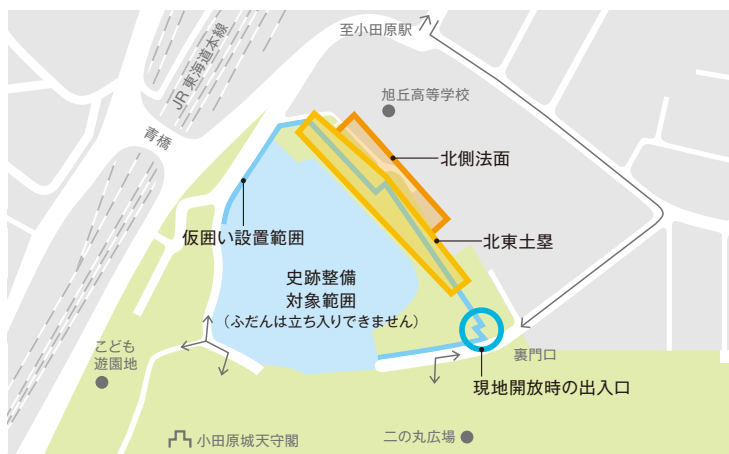 至小田原駅
JR東海道本線
旭丘高等学校
青橋
北側法面
仮囲い設置範囲
北東土塁
史跡整備
対象範囲
（ふだんは立ち入りできません）
こども
遊園地
裏門口
現地開放時の出入口
小田原城天守閣
二の丸広場